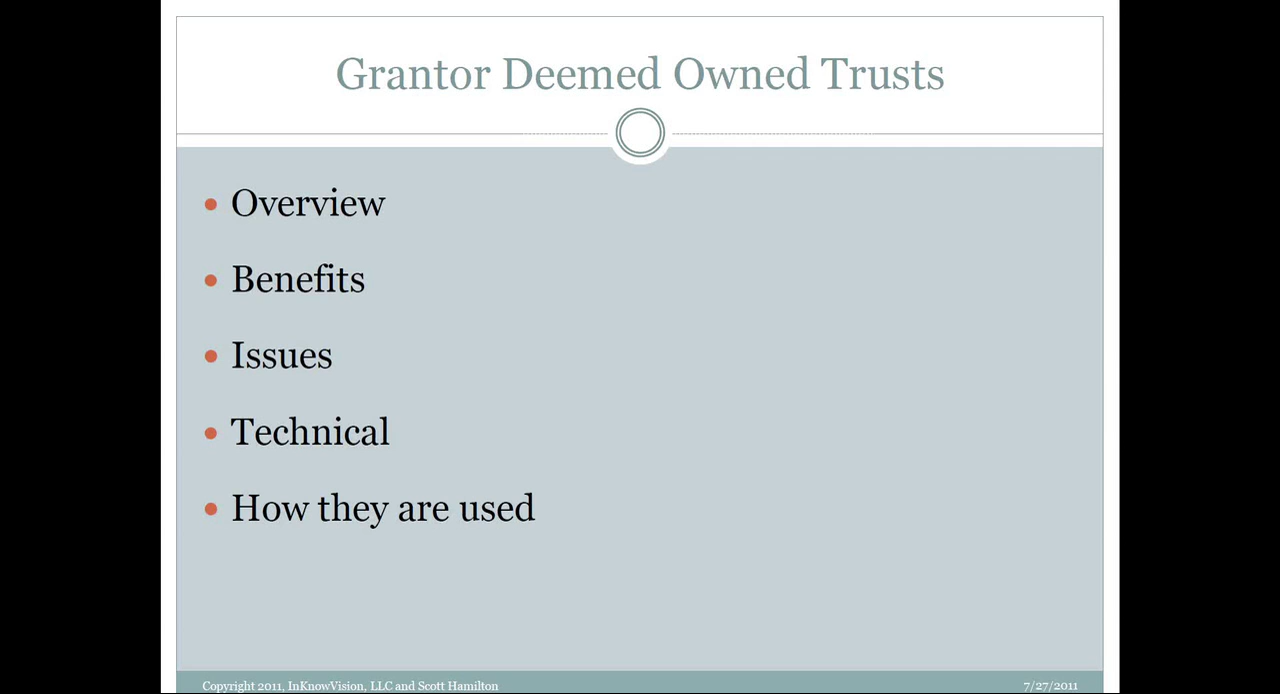 Grantor Deemed Owned Trusts
Overview
Benefits
Issues
Technical
How they are used
Copyright 2011, InKnowVision, LLC and Scott Hamilton
7/27/2011